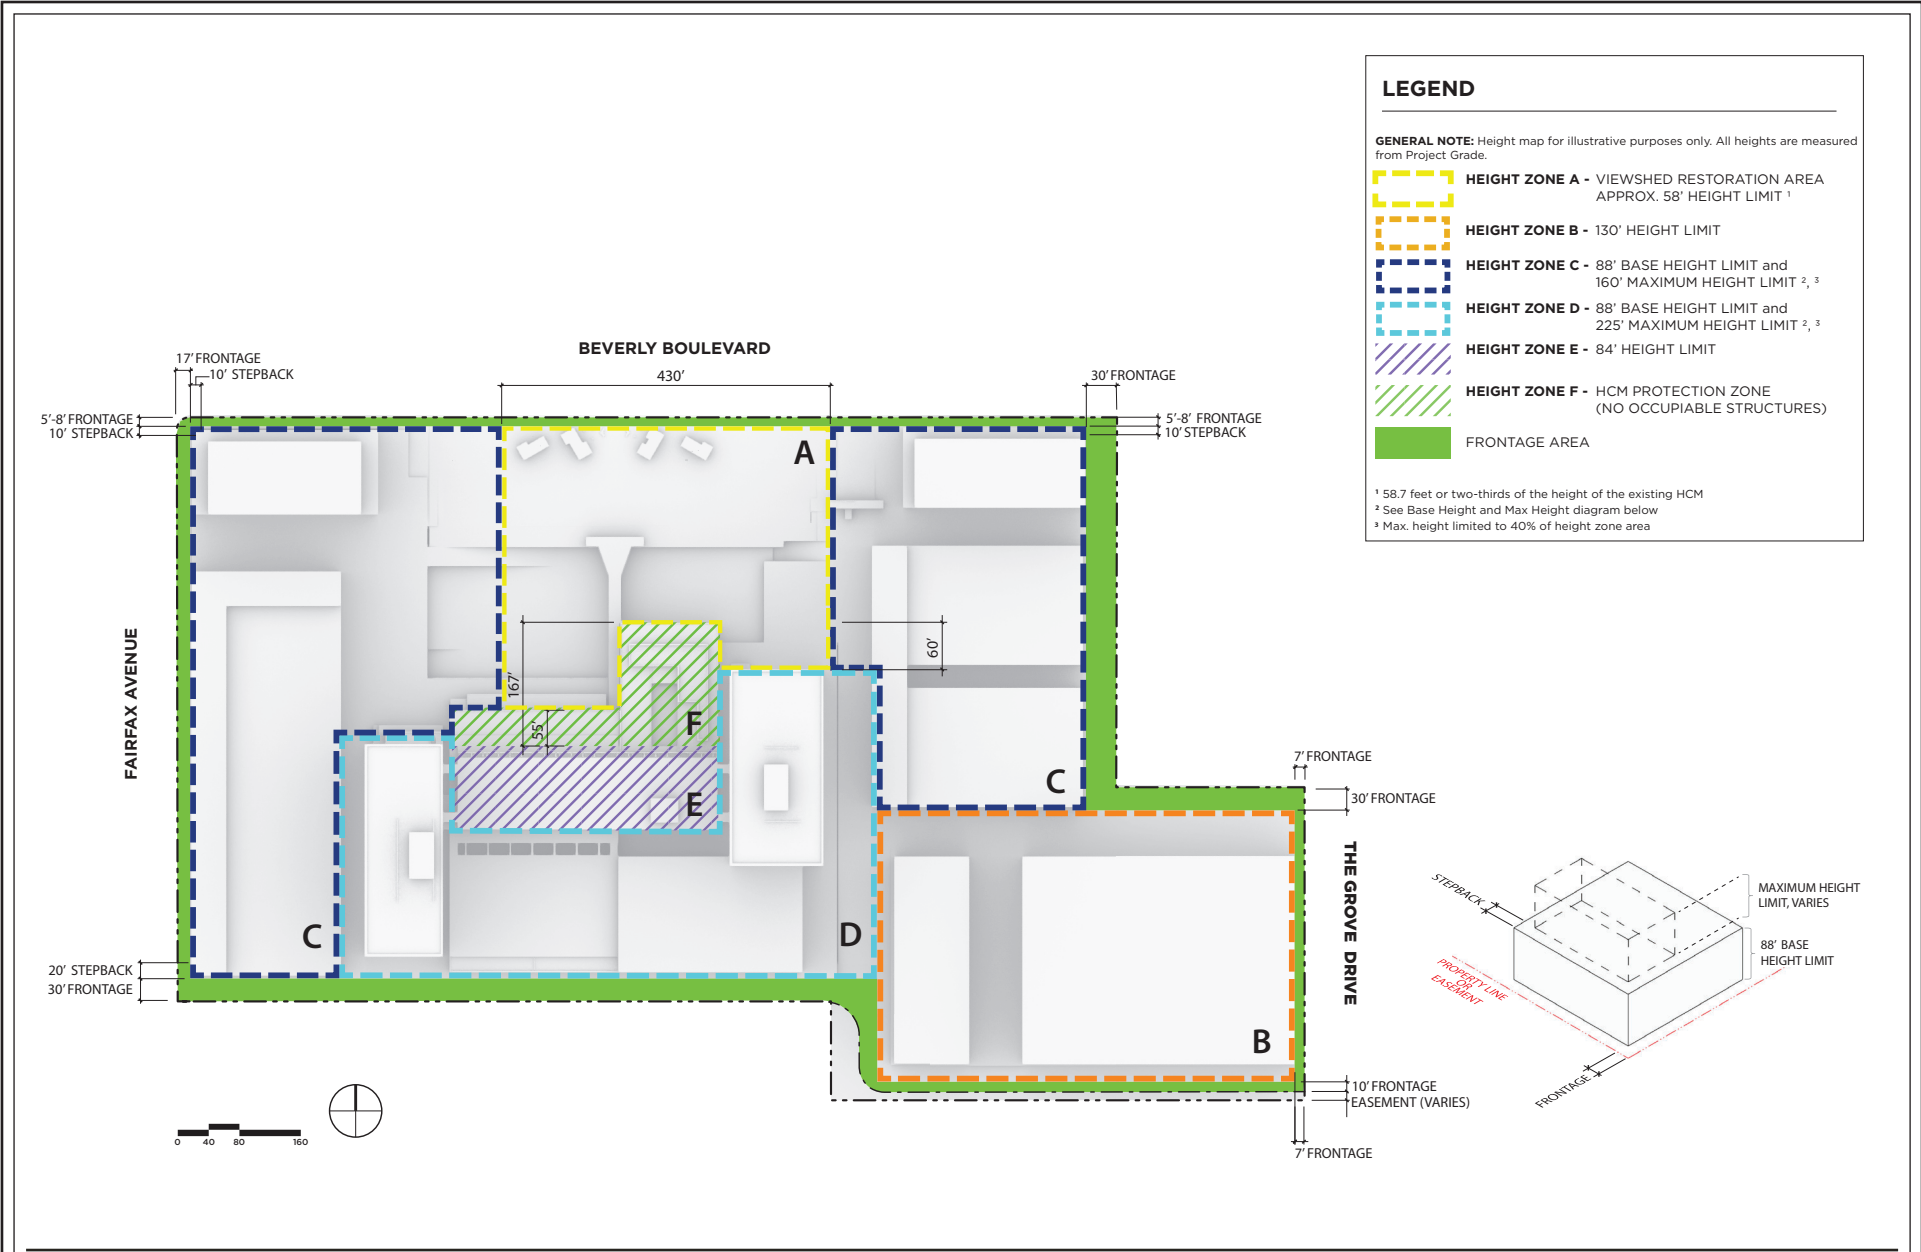 LEGEND
GENERAL NOTE: Height map for illustrative purposes only. All heights are measured
from Project Grade.
HEIGHT ZONE A - VIEWSHED RESTORATION AREA
APPROX. 58' HEIGHT LIMIT ¹
HEIGHT ZONE B - 130' HEIGHT LIMIT
HEIGHT ZONE C - 88' BASE HEIGHT LIMIT and
160' MAXIMUM HEIGHT LIMIT ², ³
HEIGHT ZONE D - 88' BASE HEIGHT LIMIT and
225' MAXIMUM HEIGHT LIMIT ², ³
HEIGHT ZONE E - 84' HEIGHT LIMIT
HEIGHT ZONE F - HCM PROTECTION ZONE
(NO OCCUPIABLE STRUCTURES)
FRONTAGE AREA
¹ 58.7 feet or two-thirds of the height of the existing HCM
² See Base Height and Max Height diagram below
³ Max. height limited to 40% of height zone area
BEVERLY BOULEVARD
17' FRONTAGE
10' STEPBACK
430'
30' FRONTAGE
5'-8' FRONTAGE
10' STEPBACK
5'-8' FRONTAGE
10' STEPBACK
A
60'
167'
55'
F
E
C
FAIRFAX AVENUE
7' FRONTAGE
30' FRONTAGE
THE GROVE DRIVE
C
D
B
20' STEPBACK
30' FRONTAGE
10' FRONTAGE
EASEMENT (VARIES)
7' FRONTAGE
0 40 80 160
STEPBACK
MAXIMUM HEIGHT
LIMIT, VARIES
88' BASE
HEIGHT LIMIT
PROPERTY LINE
OR
EASEMENT
FRONTAGE